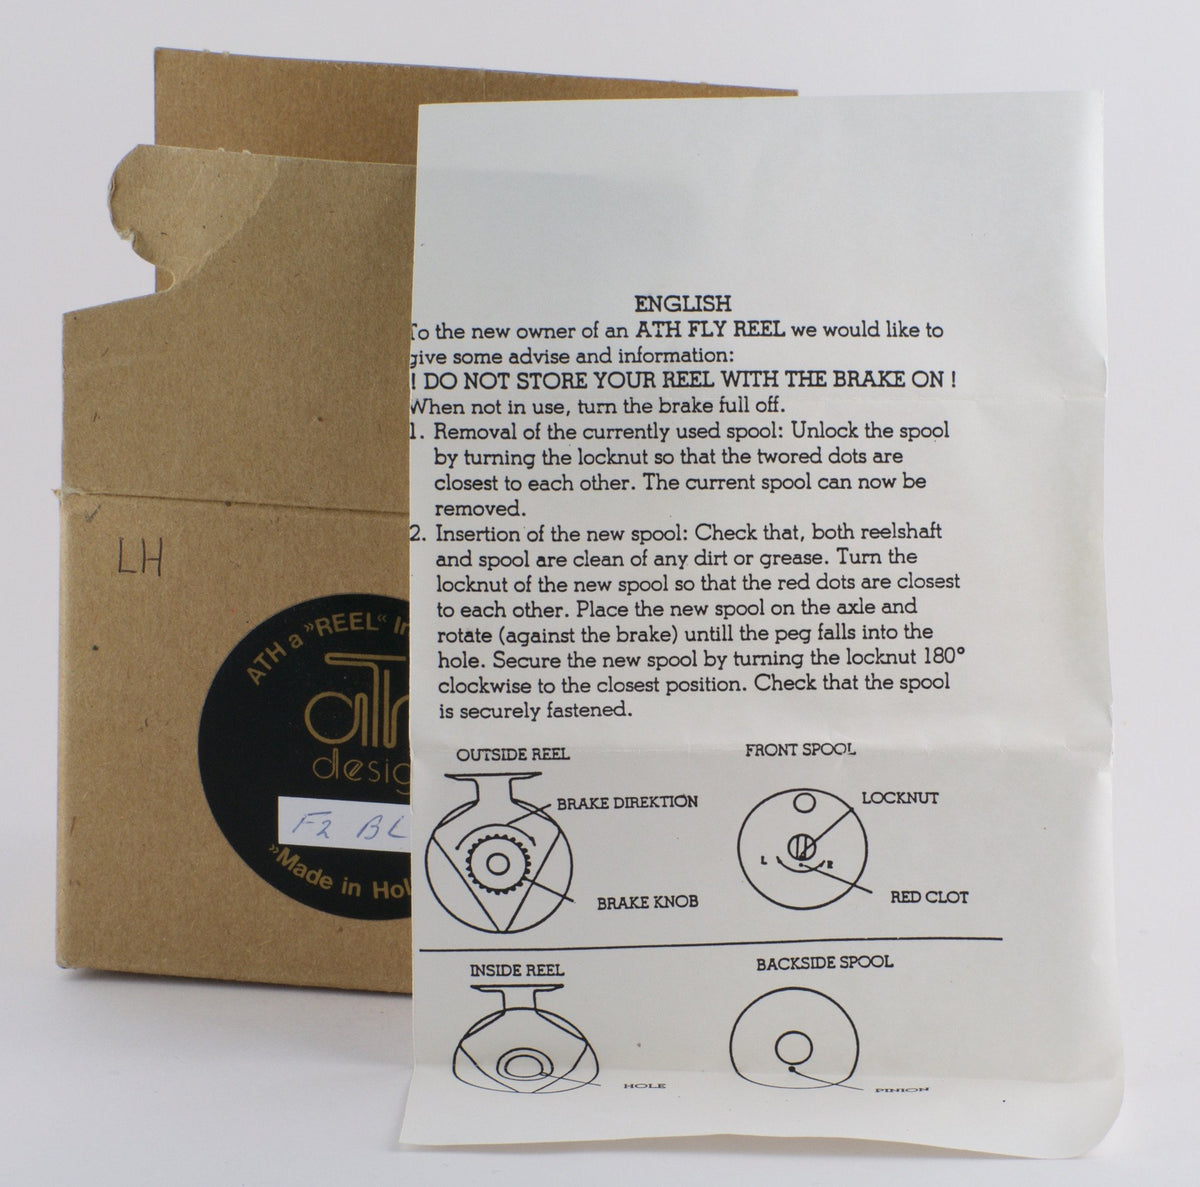 ENGLISH
To the new owner of an ATH FLY REEL we would like to
give some advise and information:
! DO NOT STORE YOUR REEL WITH THE BRAKE ON !
When not in use, turn the brake full off.
1. Removal of the currently used spool: Unlock the spool
by turning the locknut so that the twored dots are
closest to each other. The current spool can now be
removed.
2. Insertion of the new spool: Check that, both reelshaft
and spool are clean of any dirt or grease. Turn the
locknut of the new spool so that the red dots are closest
to each other. Place the new spool on the axle and
rotate (against the brake) untill the peg falls into the
hole. Secure the new spool by turning the locknut 180°
clockwise to the closest position. Check that the spool
is securely fastened.
OUTSIDE REEL
FRONT SPOOL
BRAKE DIREKTION
LOCKNUT
L R
BRAKE KNOB
RED CLOT
INSIDE REEL
BACKSIDE SPOOL
HOLE
PINION
LH
ATH a »REEL«
ath
desig
F2 BL
»Made in Hol